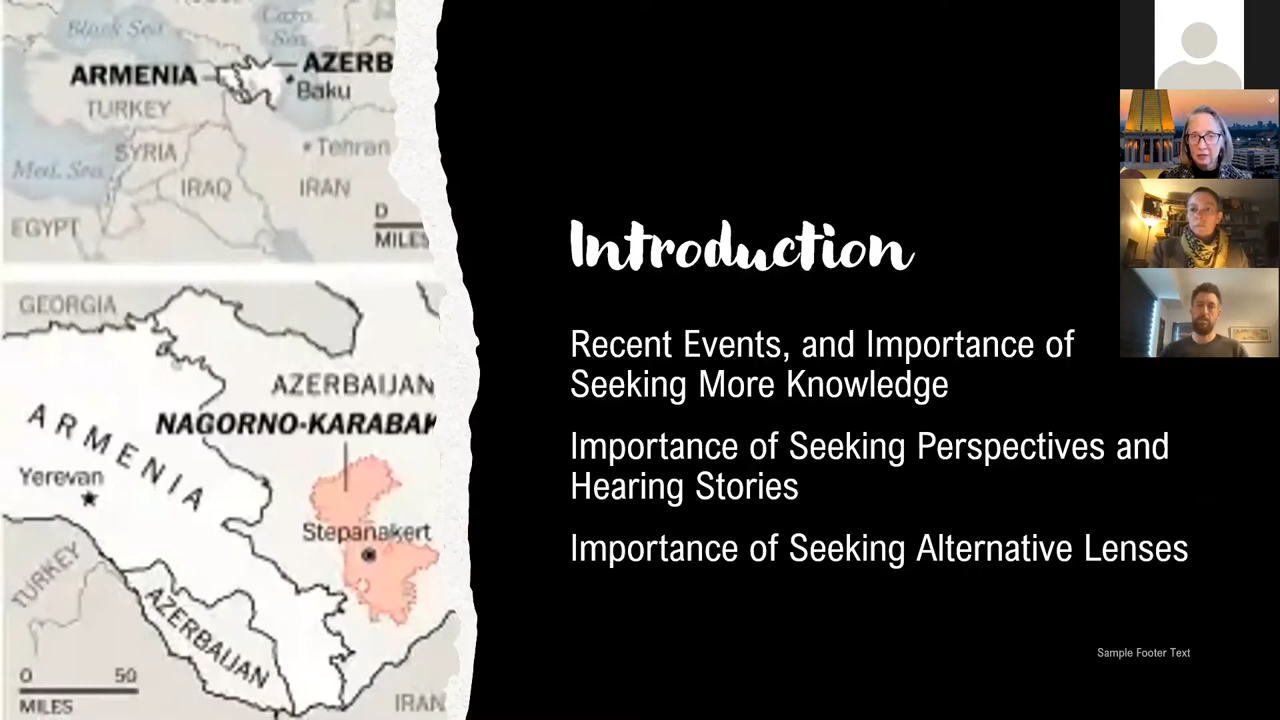 Black Sea
Casp.
Sea
ARMENIA
AZERB
Baku
TURKEY
SYRIA
Tehran
Med. Sea
IRAQ
IRAN
EGYPT
MILES
GEORGIA
AZERBAIJAN
NAGORNO-KARABAK
ARMENIA
Yerevan
Stepanakert
TURKEY
AZERBAIJAN
0 50
MILES
IRAN
Introduction
Recent Events, and Importance of
Seeking More Knowledge
Importance of Seeking Perspectives and
Hearing Stories
Importance of Seeking Alternative Lenses
Sample Footer Text